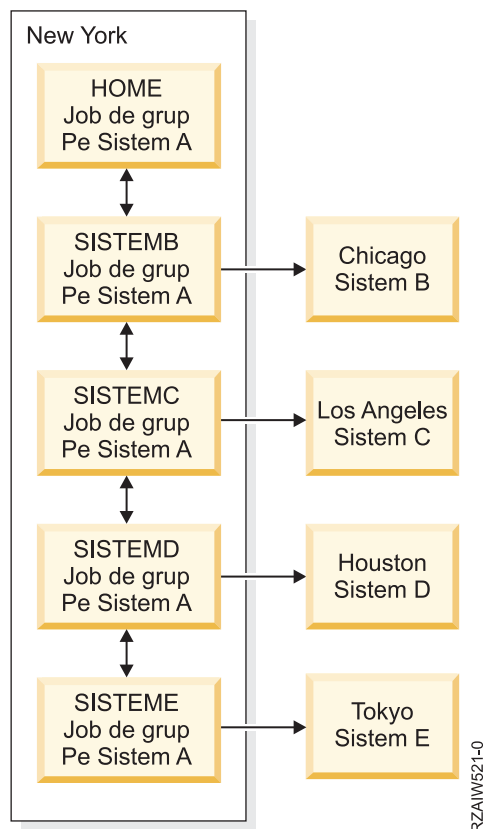 New York
HOME
Job de grup
Pe Sistem A
SISTEMB
Job de grup
Pe Sistem A
Chicago
Sistem B
SISTEMC
Job de grup
Pe Sistem A
Los Angeles
Sistem C
SISTEMD
Job de grup
Pe Sistem A
Houston
Sistem D
SISTEME
Job de grup
Pe Sistem A
Tokyo
Sistem E
RZAIW521-0